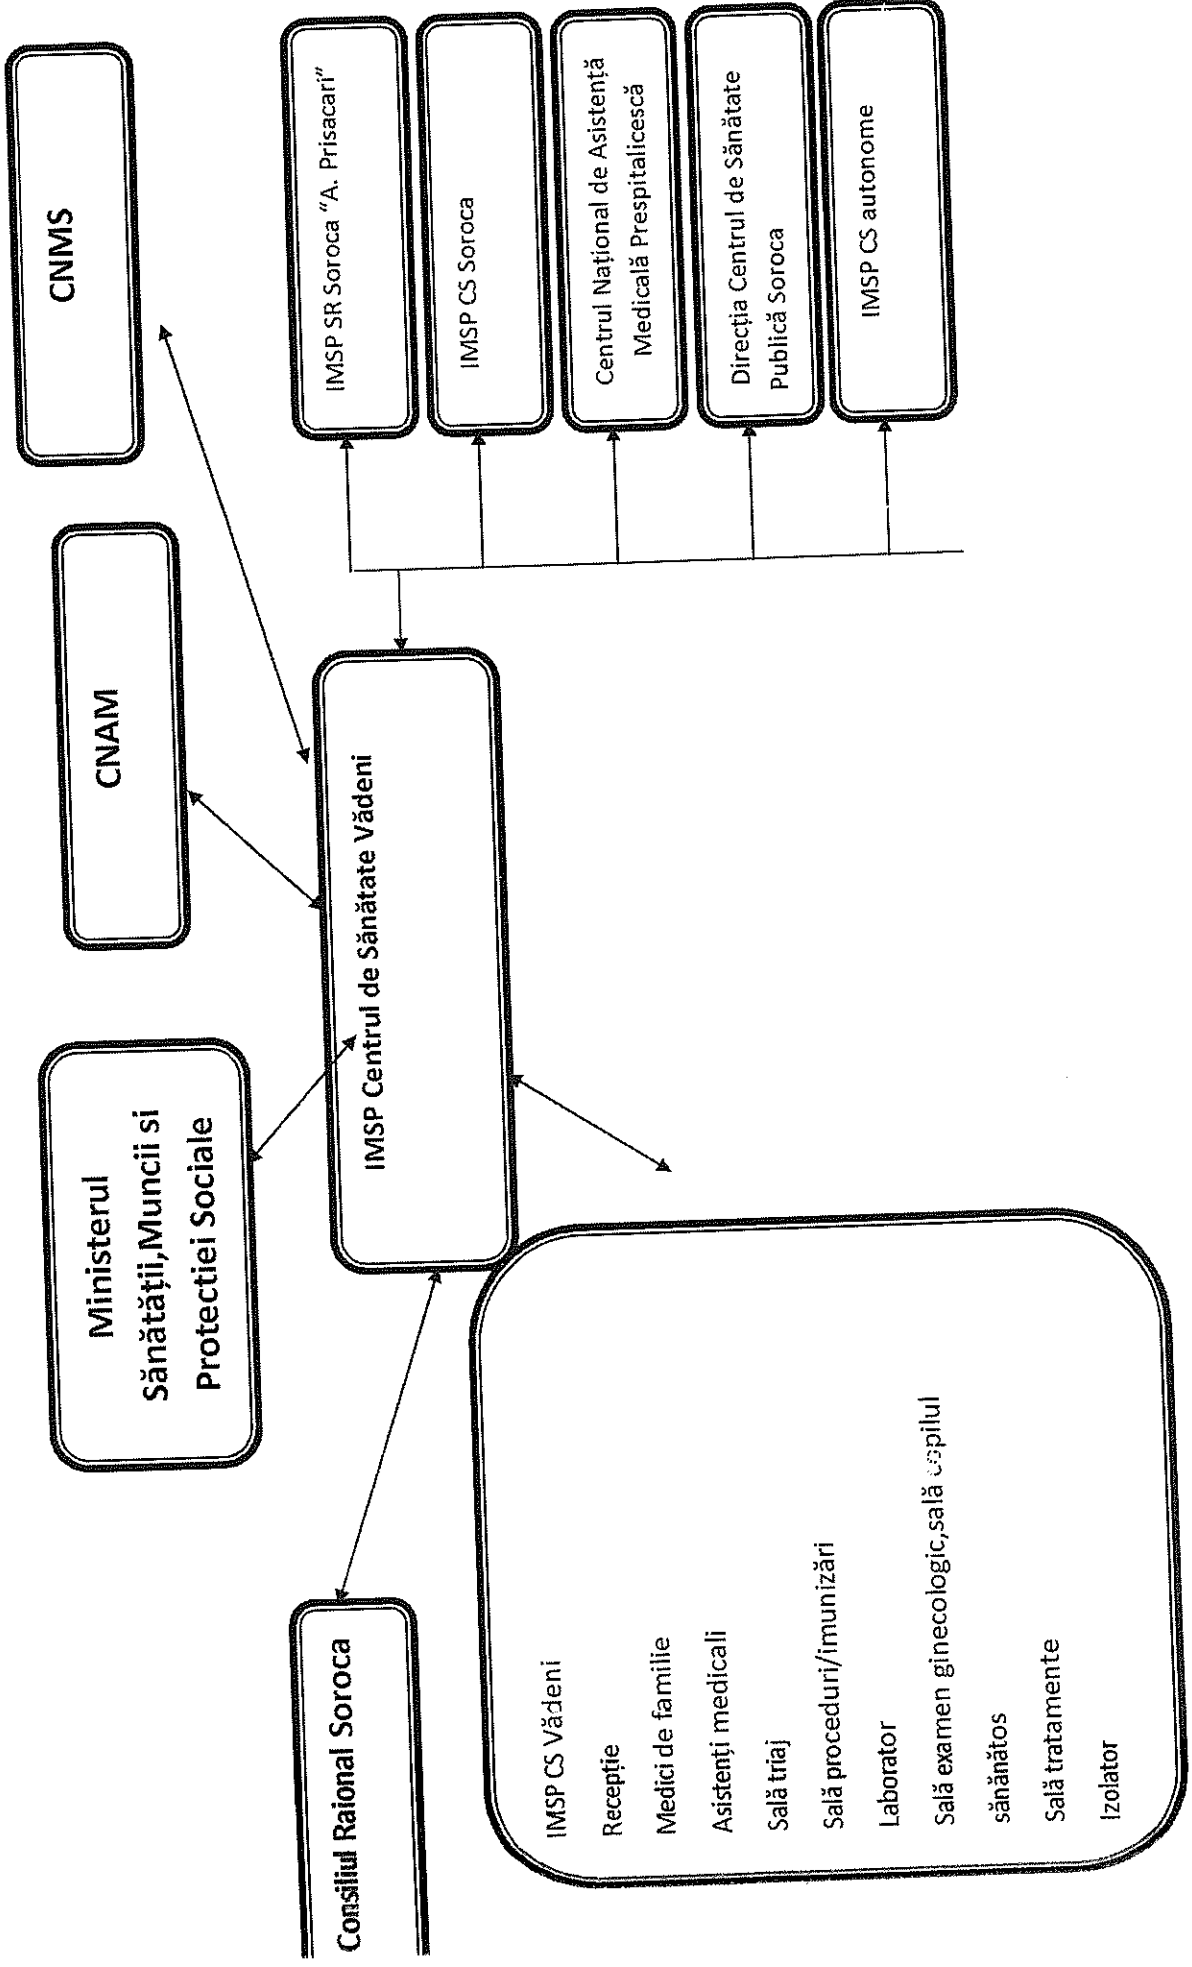 Ministerul
Sănătății,Muncii si
Protectiei Sociale
CNAM
CNMS
Consiliul Raional Soroca
IMSP Centrul de Sănătate Vădeni
IMSP SR Soroca "A. Prisacari"
IMSP CS Soroca
Centrul Național de Asistență
Medicală Prespitalicescă
Direcția Centrul de Sănătate
Publică Soroca
IMSP CS autonome
IMSP CS Vădeni
Recepție
Medici de familie
Asistenți medicali
Sală triaj
Sală proceduri/imunizări
Laborator
Sală examen ginecologic,sală copilul
sănănătos
Sală tratamente
Izolator